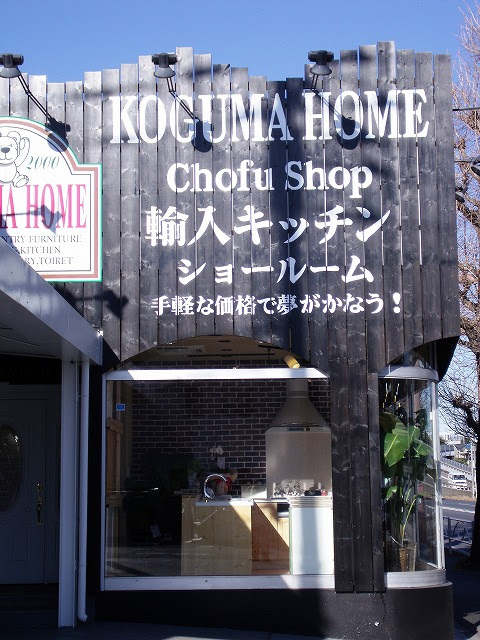 KOGUMA HOME
Chofu Shop
輸入キッチン
ショールーム
手軽な価格で夢がかなう！
2000
MA HOME
NTRY FURNITURE
KITCHEN
RY,TOIRET